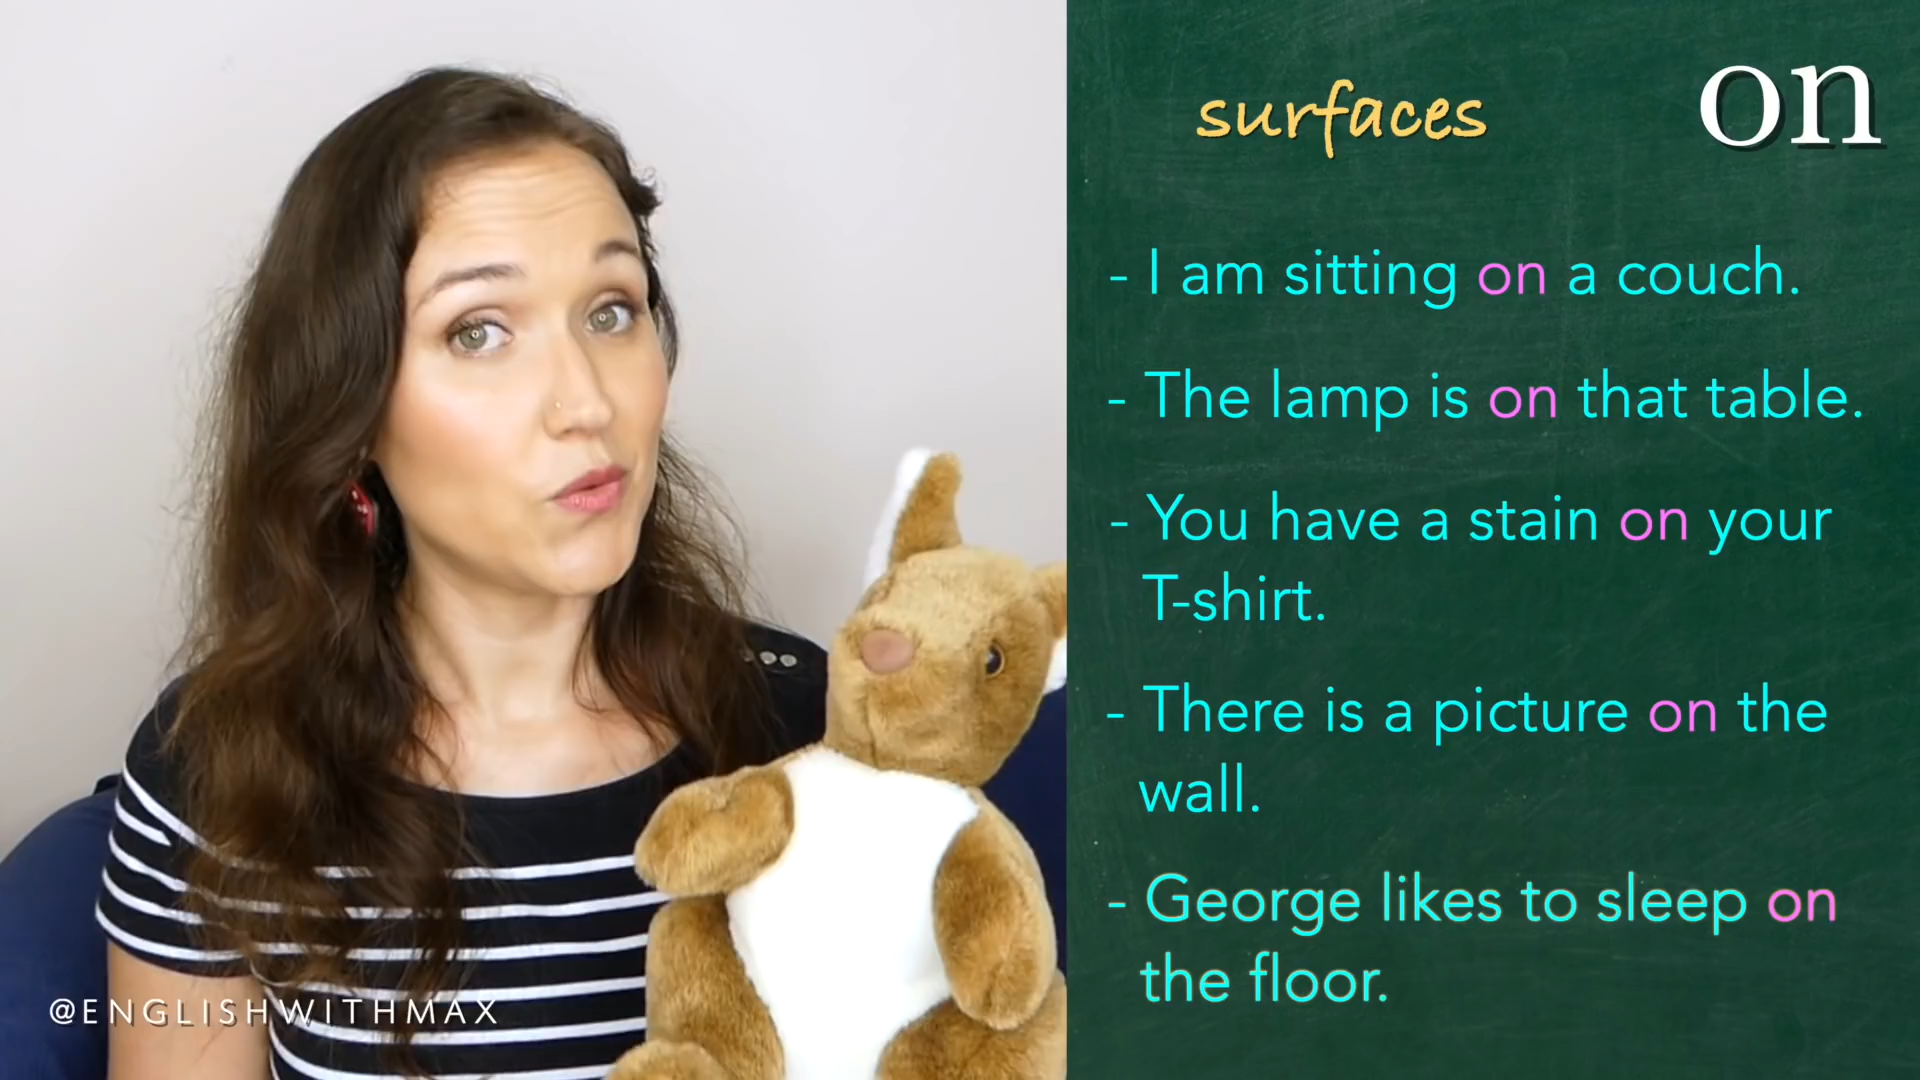 surfaces
on
- I am sitting on a couch.
- The lamp is on that table.
- You have a stain on your
T-shirt.
- There is a picture on the
wall.
- George likes to sleep on
the floor.
@ENGLISHWITHMAX